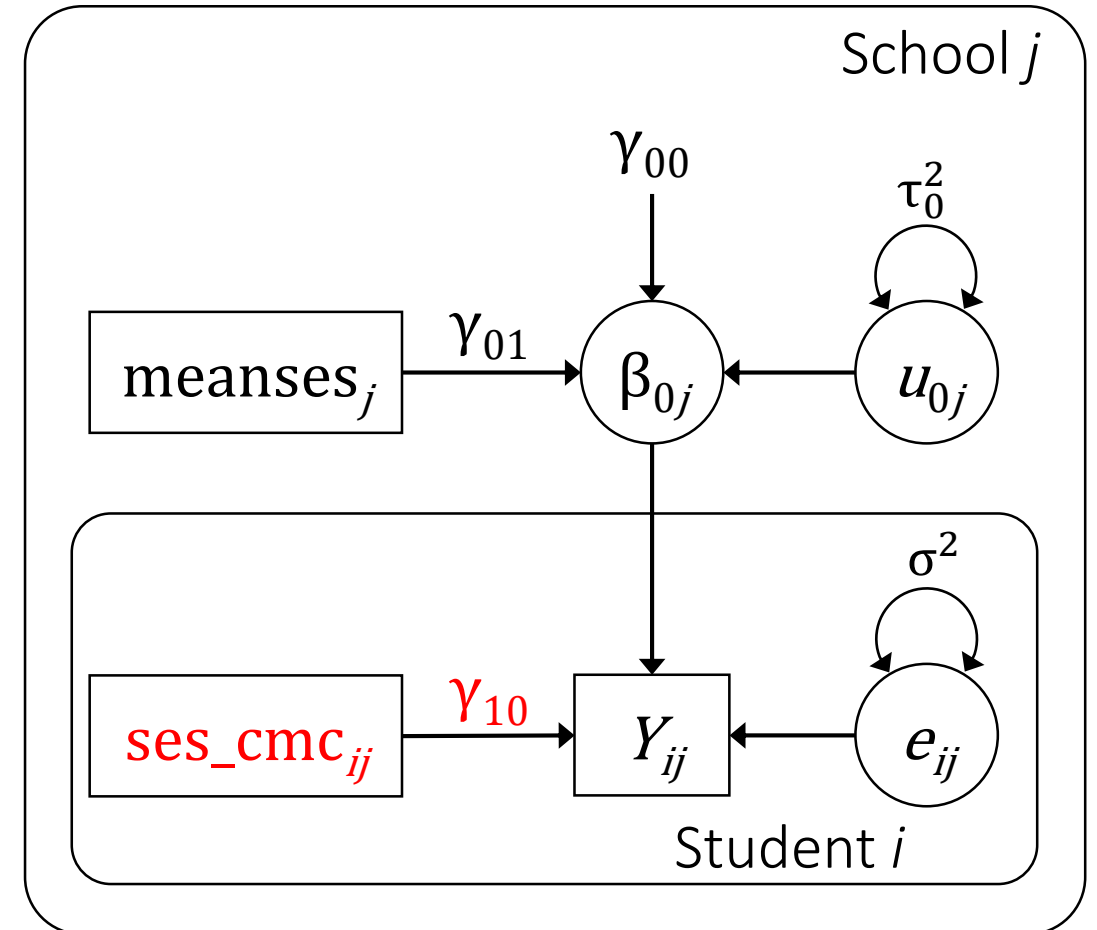 School j
γ₀₀
τ₀²
γ₀₁
meansesⱼ
β₀ⱼ
u₀ⱼ
σ²
γ₁₀
ses_cmcᵢⱼ
Yᵢⱼ
eᵢⱼ
Student i